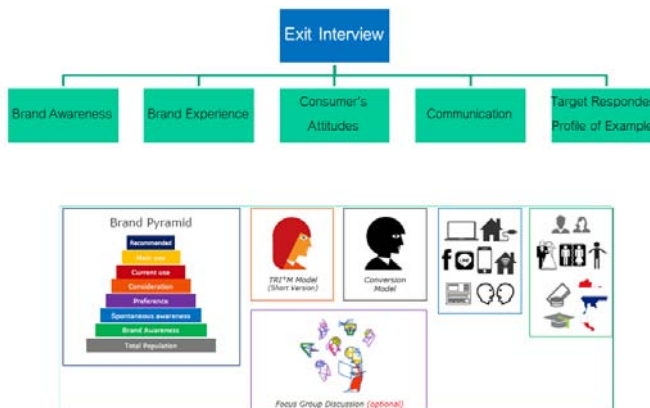 Exit Interview
Brand Awareness
Brand Experience
Consumer's
Attitudes
Communication
Target Responde
Profile of Example
Brand Pyramid
Recommended
Main use
Current use
Consideration
Preference
Spontaneous awareness
Brand Awareness
Total Population
TRI*M Model
(Short Version)
Conversion
Model
Focus Group Discussion (optional)